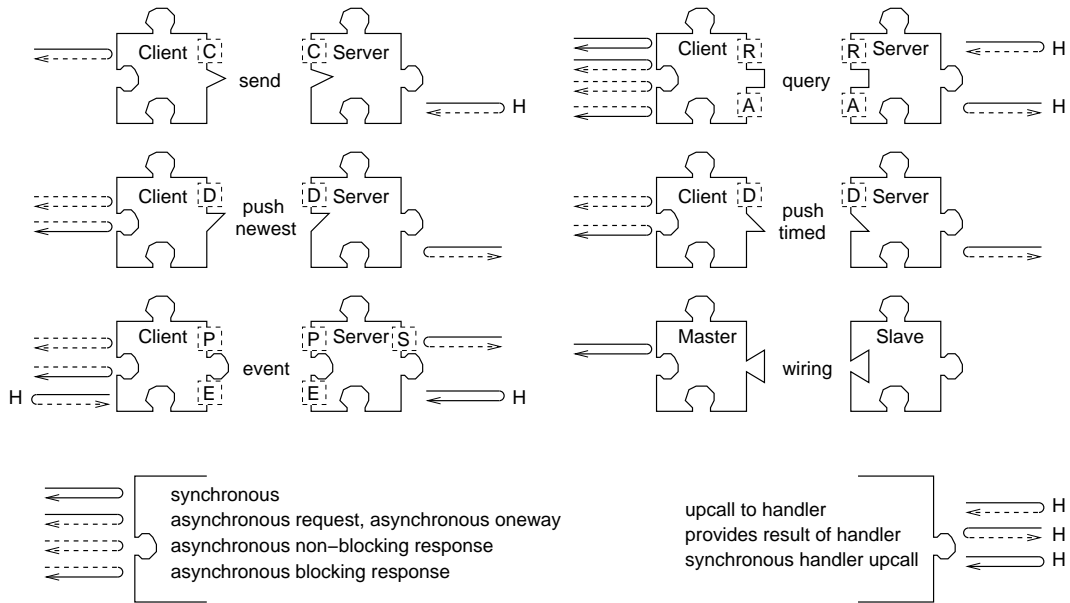 Client C C Server
send
H
Client R R Server H
query
A A H
Client D D Server
push
newest
Client D D Server
push
timed
Client P P Server S
event
H E E H
Master Slave
wiring
synchronous
asynchronous request, asynchronous oneway
asynchronous non−blocking response
asynchronous blocking response
upcall to handler H
provides result of handler H
synchronous handler upcall H